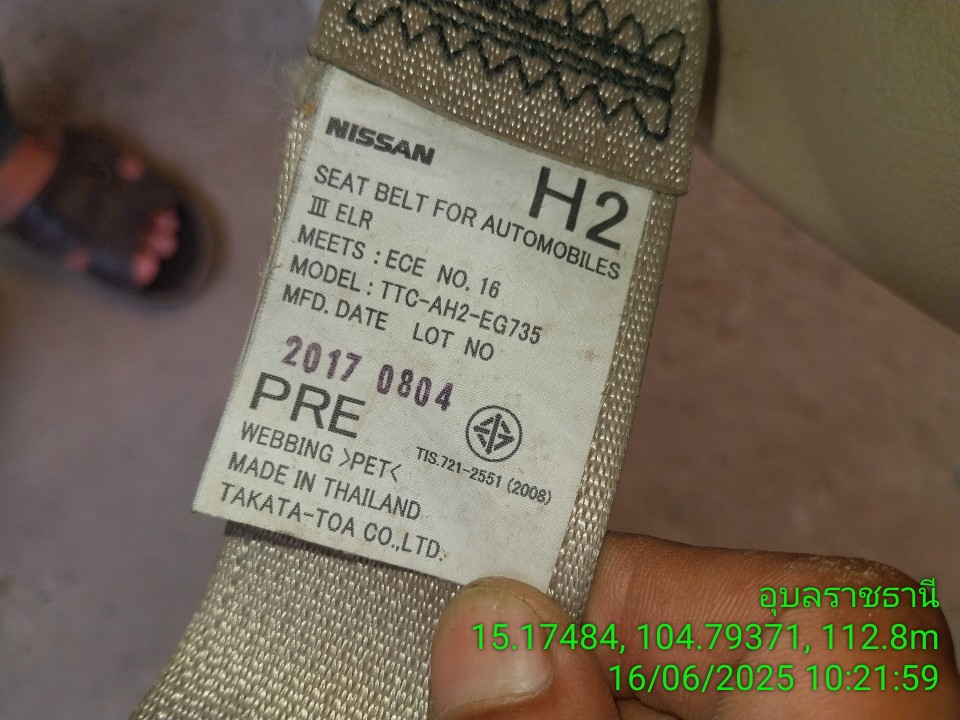 NISSAN
H2
SEAT BELT FOR AUTOMOBILES
Ⅲ ELR
MEETS : ECE NO. 16
MODEL : TTC-AH2-EG735
MFD. DATE LOT NO
2017 0804
PRE
WEBBING >PET<
TIS.721-2551 (2008)
MADE IN THAILAND
TAKATA-TOA CO.,LTD.
อุบลราชธานี
15.17484, 104.79371, 112.8m
16/06/2025 10:21:59